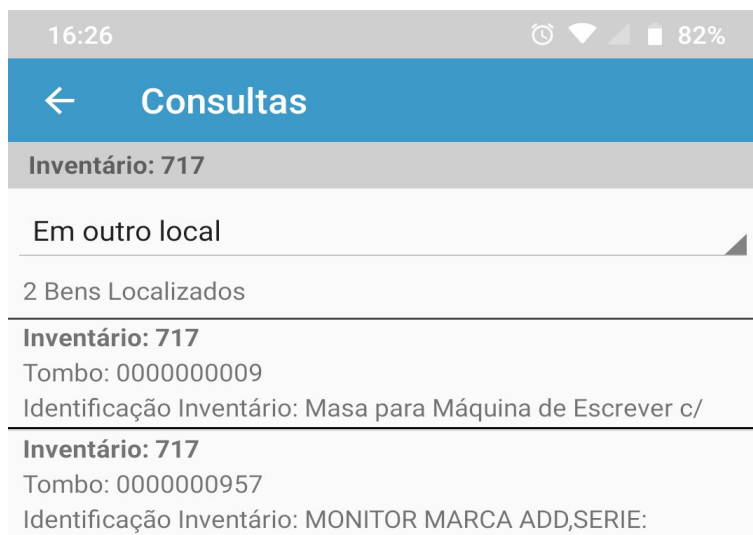 16:26 82%
Consultas
Inventário: 717
Em outro local
2 Bens Localizados
Inventário: 717
Tombo: 0000000009
Identificação Inventário: Masa para Máquina de Escrever c/
Inventário: 717
Tombo: 0000000957
Identificação Inventário: MONITOR MARCA ADD,SERIE: